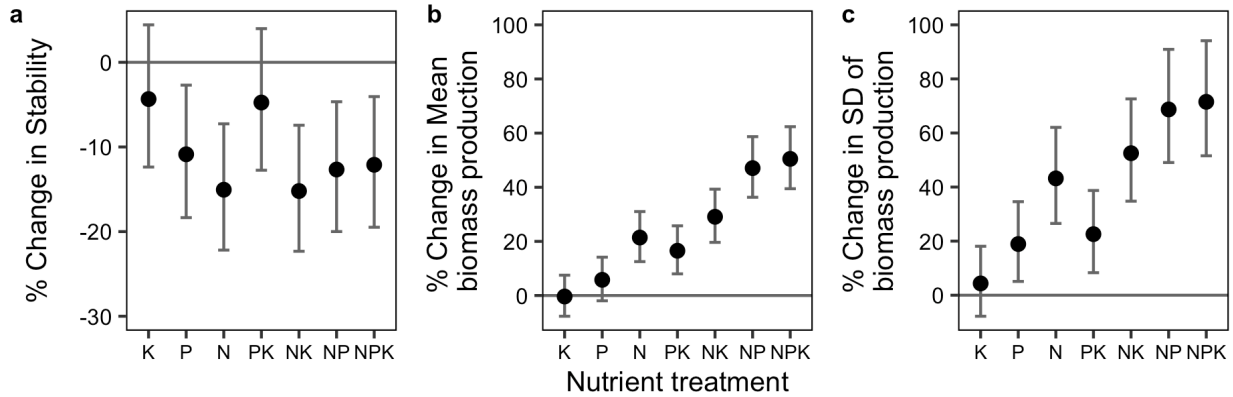 a
% Change in Stability
0
-10
-20
-30
K P N PK NK NP NPK
b
% Change in Mean
biomass production
100
80
60
40
20
0
K P N PK NK NP NPK
Nutrient treatment
c
% Change in SD of
biomass production
100
80
60
40
20
0
K P N PK NK NP NPK